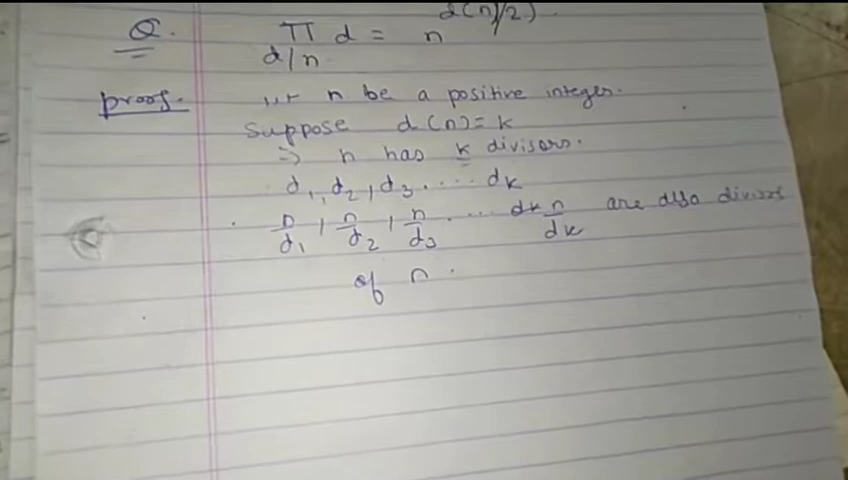 Q. Π d = n d(n)/2
d/n
proof. let n be a positive integer.
Suppose d(n)=k
⇒ n has k divisors.
d₁, d₂, d₃ .... dk
n/d₁, n/d₂, n/d₃ .... dk n/dk are also divisors
of n.